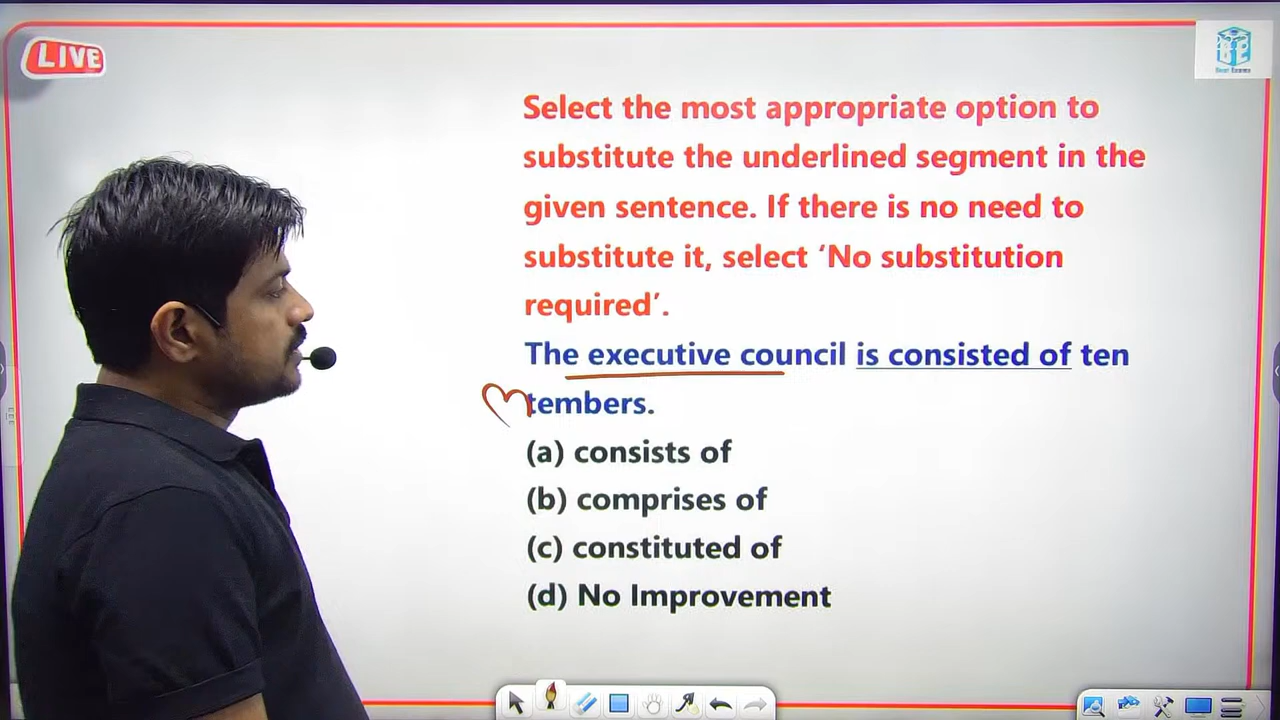 LIVE
Select the most appropriate option to
substitute the underlined segment in the
given sentence. If there is no need to
substitute it, select ‘No substitution
required’.
The executive council is consisted of ten
Mtembers.
(a) consists of
(b) comprises of
(c) constituted of
(d) No Improvement